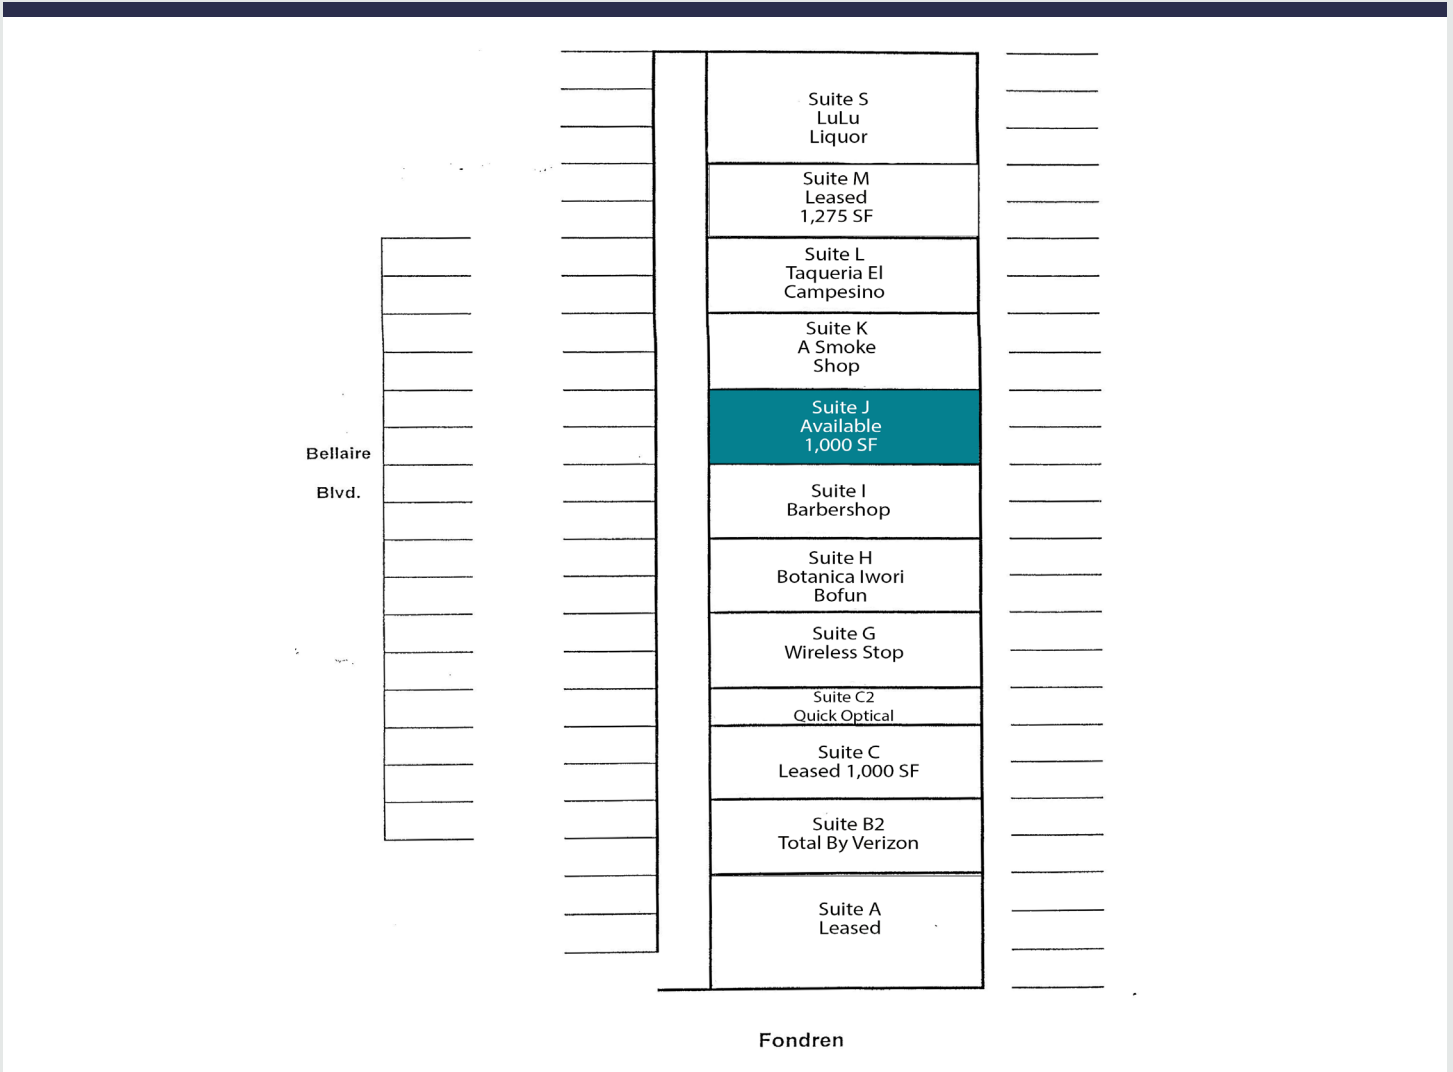 Suite S
LuLu
Liquor
Suite M
Leased
1,275 SF
Suite L
Taqueria El
Campesino
Suite K
A Smoke
Shop
Suite J
Available
1,000 SF
Bellaire
Blvd.
Suite I
Barbershop
Suite H
Botanica Iwori
Bofun
Suite G
Wireless Stop
Suite C2
Quick Optical
Suite C
Leased 1,000 SF
Suite B2
Total By Verizon
Suite A
Leased
Fondren